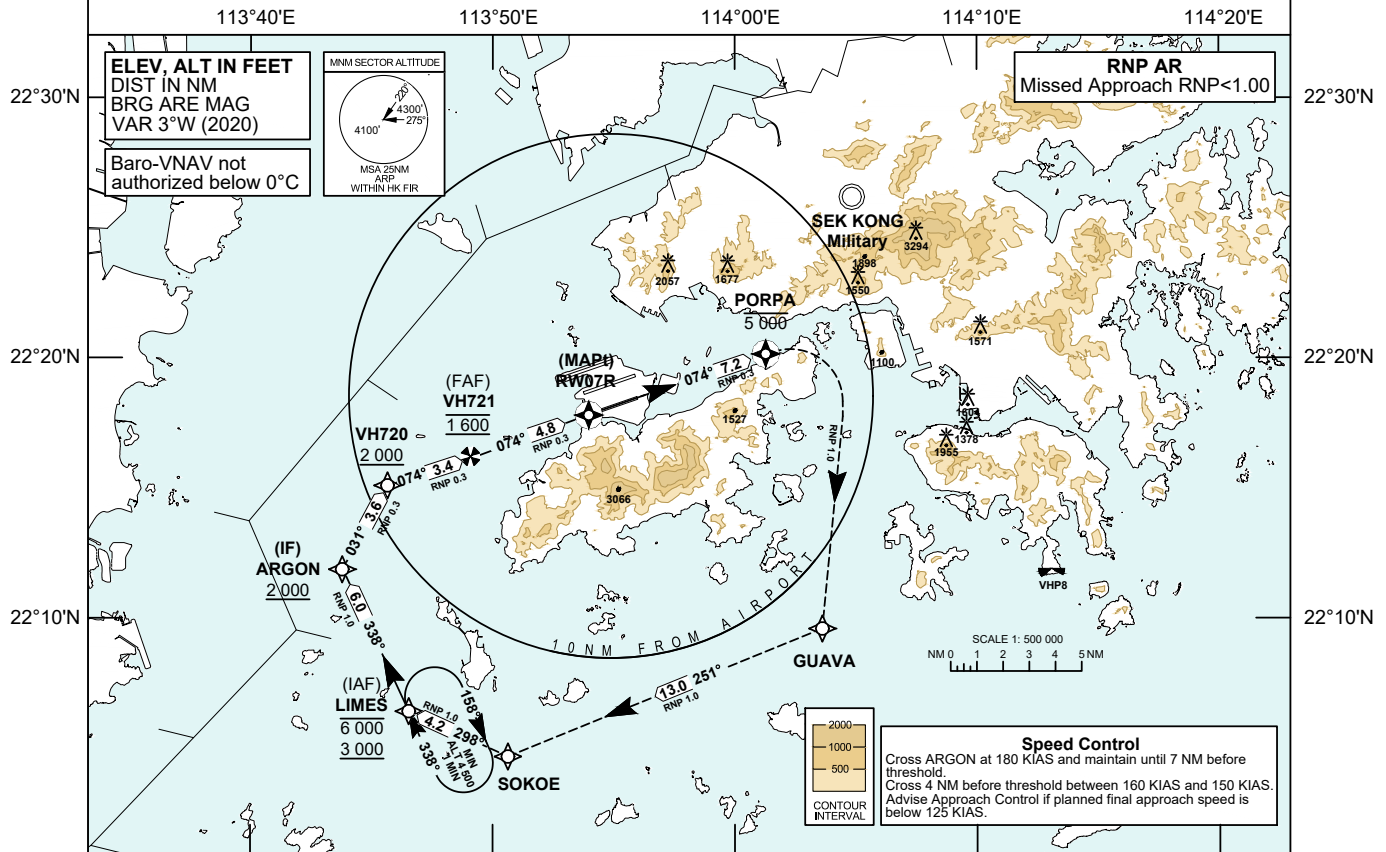 113°40'E
113°50'E
114°00'E
114°10'E
114°20'E
ELEV, ALT IN FEET
DIST IN NM
BRG ARE MAG
VAR 3°W (2020)
Baro-VNAV not
authorized below 0°C
MNM SECTOR ALTITUDE
220°
4300'
275°
4100'
MSA 25NM
ARP
WITHIN HK FIR
RNP AR
Missed Approach RNP<1.00
22°30'N
22°30'N
SEK KONG
Military
3294
1898
1550
2057
1677
PORPA
5 000
1571
22°20'N
22°20'N
1100
(MAPt)
RW07R
074° 7.2
RNP 0.3
(FAF)
VH721
1 600
074° 4.8
RNP 0.3
1527
1378
1955
VH720
2 000
074° 3.4
RNP 0.3
RNP 1.0
3066
031° 3.6
RNP 0.3
(IF)
ARGON
2 000
VHP8
6.0 338°
RNP 1.0
10NM FROM AIRPORT
22°10'N
22°10'N
SCALE 1: 500 000
NM 0 1 2 3 4 5 NM
GUAVA
13.0 251°
RNP 1.0
(IAF)
LIMES
6 000
3 000
158°
RNP 1.0
4.2 298°
338°
MIN
ALT 4 500
3 MIN
SOKOE
2000
1000
500
CONTOUR
INTERVAL
Speed Control
Cross ARGON at 180 KIAS and maintain until 7 NM before
threshold.
Cross 4 NM before threshold between 160 KIAS and 150 KIAS.
Advise Approach Control if planned final approach speed is
below 125 KIAS.